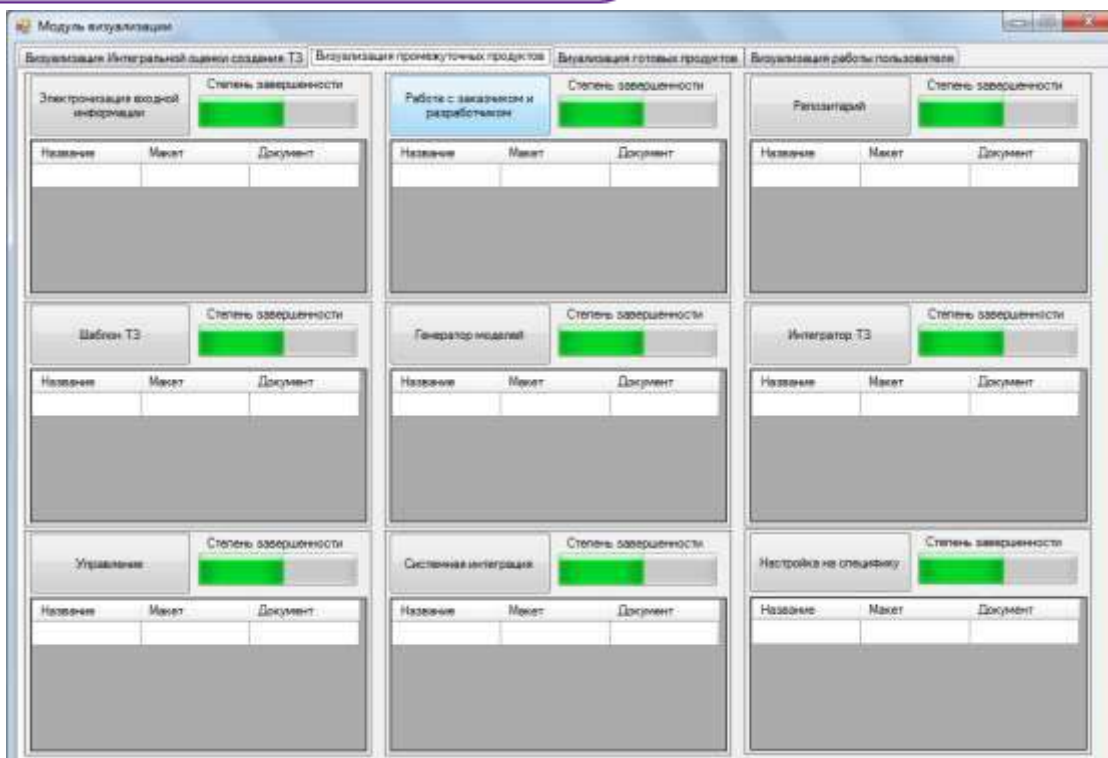 Модуль визуализации
Визуализация Интегральной оценки создания ТЗ Визуализация промежуточных продуктов Визуализация готовых продуктов Визуализация работы пользователя
Электронизация входной
информации
Степень завершенности
Название Макет Документ
Работа с заказчиком и
разработчиком
Степень завершенности
Название Макет Документ
Репозитарий
Степень завершенности
Название Макет Документ
Шаблон ТЗ
Степень завершенности
Название Макет Документ
Генератор моделей
Степень завершенности
Название Макет Документ
Интегратор ТЗ
Степень завершенности
Название Макет Документ
Управление
Степень завершенности
Название Макет Документ
Системная интеграция
Степень завершенности
Название Макет Документ
Настройка на специфику
Степень завершенности
Название Макет Документ